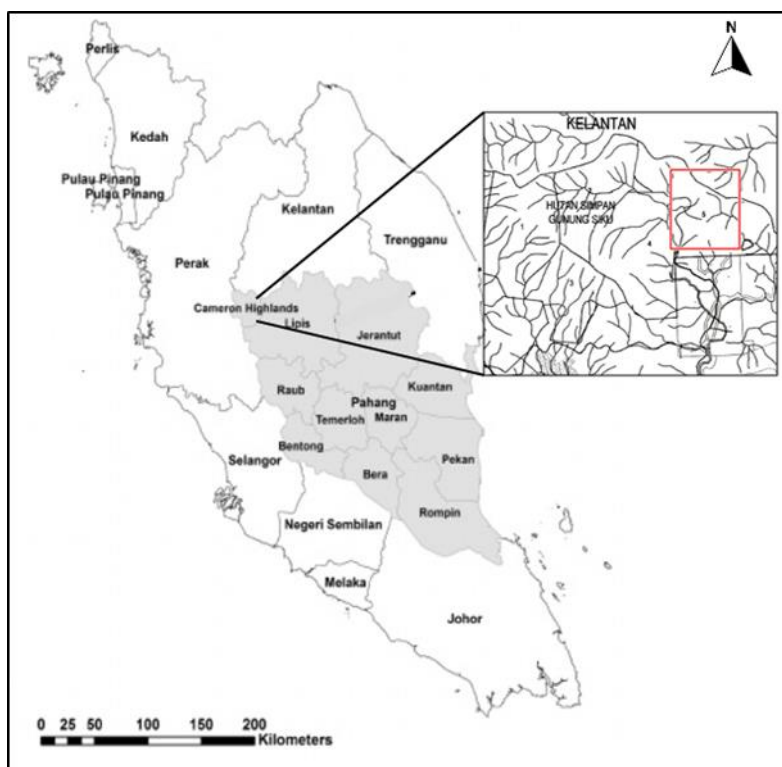 N
Perlis
Kedah
Pulau Pinang
Pulau Pinang
Kelantan
Trengganu
Perak
Cameron Highlands
Lipis
Jerantut
Raub
Kuantan
Pahang
Temerloh
Maran
Bentong
Selangor
Bera
Pekan
Rompin
Negeri Sembilan
Melaka
Johor
KELANTAN
HUTAN SIMPAN
GUNUNG SIKU
4
5
0 25 50 100 150 200
Kilometers